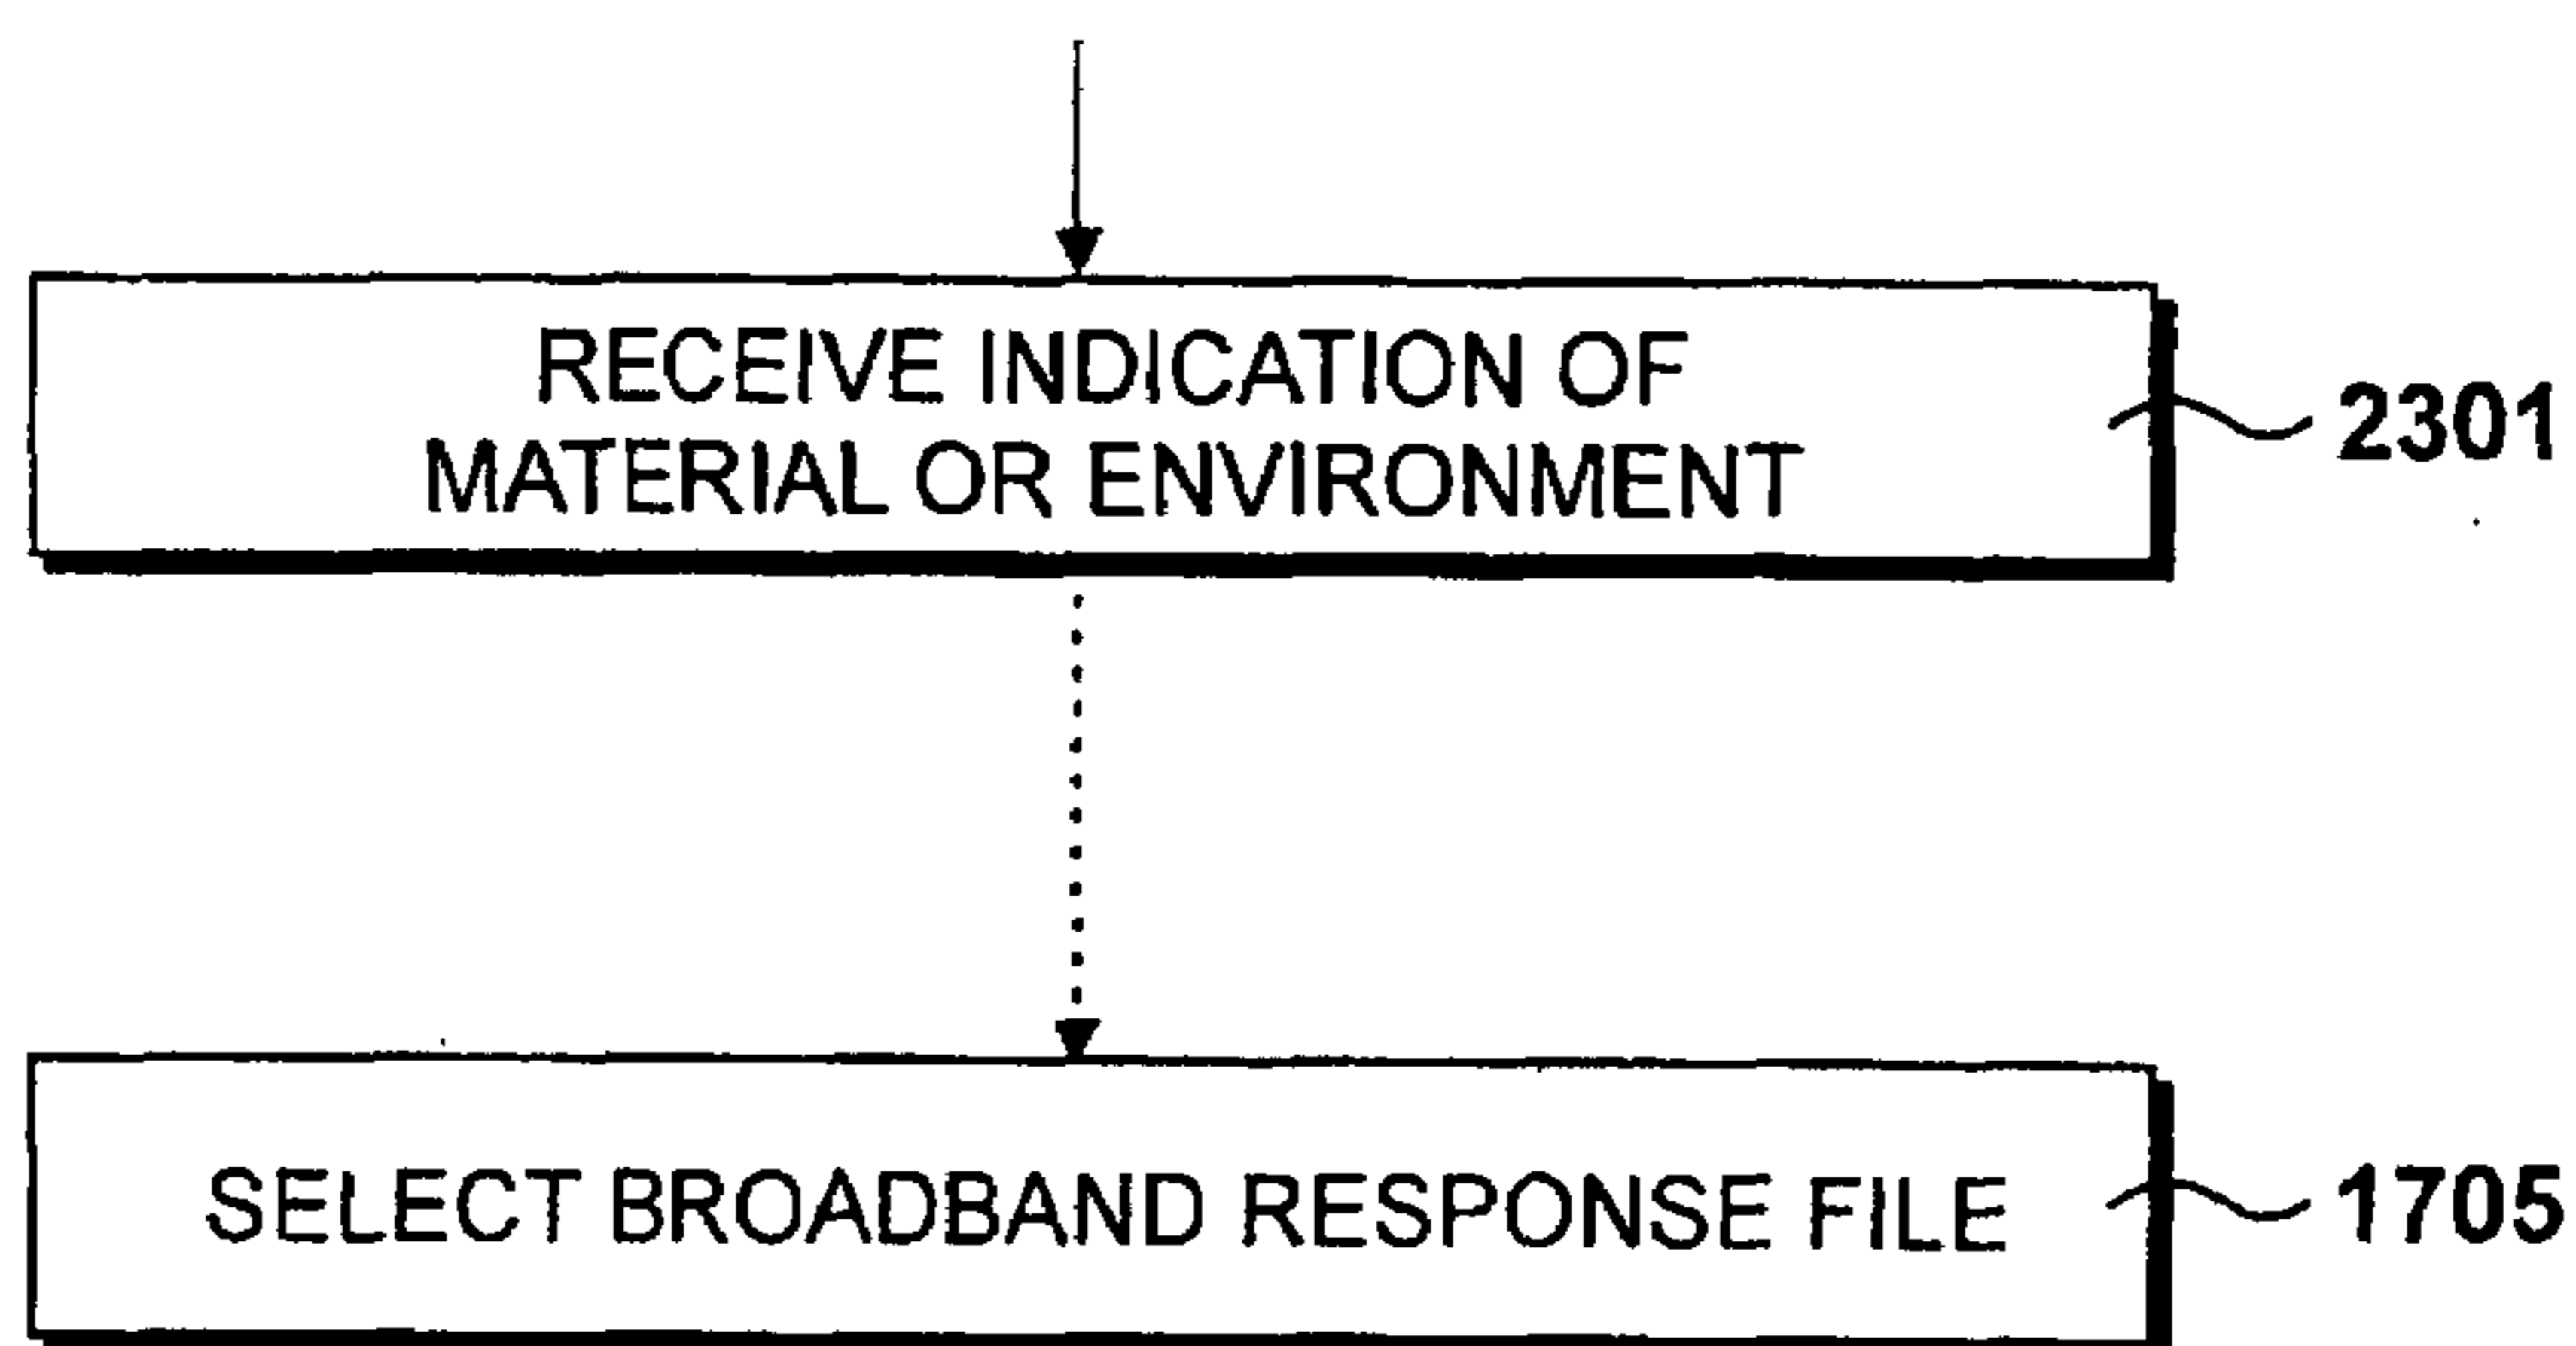 RECEIVE INDICATION OF
MATERIAL OR ENVIRONMENT
2301
SELECT BROADBAND RESPONSE FILE
1705